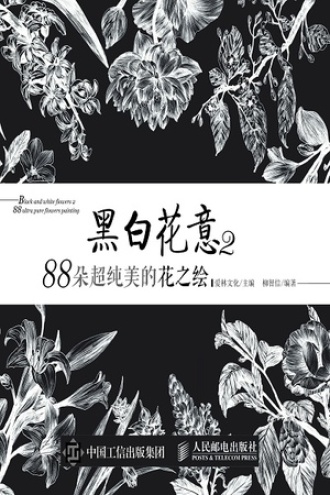 Black and white flowers 2
88 ultra pure flowers painting
黑白花意2
88朵超纯美的花之绘
爱林文化/主编 柳智信/编著
中国工信出版集团 人民邮电出版社
POSTS & TELECOM PRESS